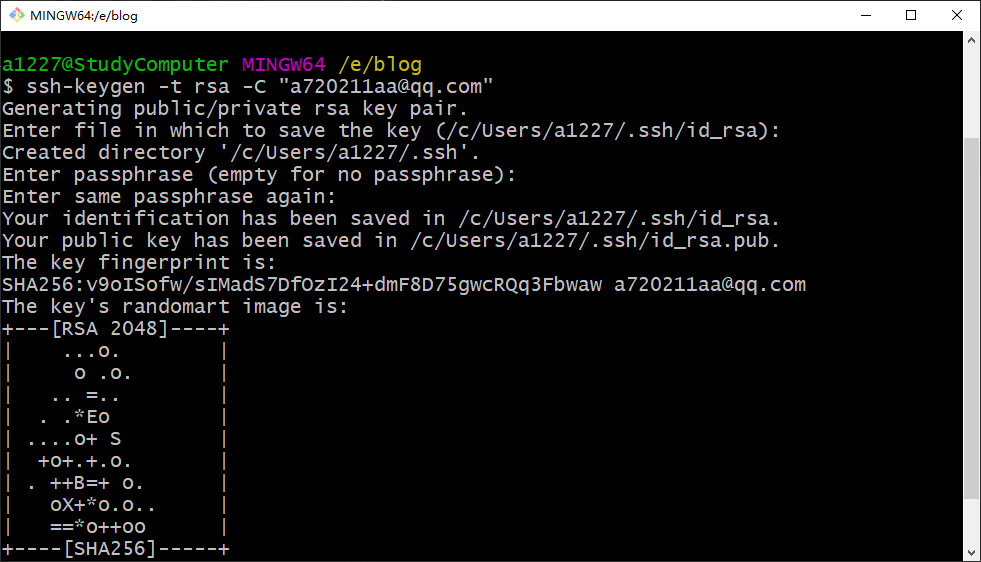 MINGW64:/e/blog
a1227@StudyComputer MINGW64 /e/blog
$ ssh-keygen -t rsa -C "a720211aa@qq.com"
Generating public/private rsa key pair.
Enter file in which to save the key (/c/Users/a1227/.ssh/id_rsa):
Created directory '/c/Users/a1227/.ssh'.
Enter passphrase (empty for no passphrase):
Enter same passphrase again:
Your identification has been saved in /c/Users/a1227/.ssh/id_rsa.
Your public key has been saved in /c/Users/a1227/.ssh/id_rsa.pub.
The key fingerprint is:
SHA256:v9oISofw/sIMadS7DfOzI24+dmF8D75gwcRQq3Fbwaw a720211aa@qq.com
The key's randomart image is:
+---[RSA 2048]----+
|    ...o.        |
|     o .o.       |
|   .. =..        |
|  . .*Eo         |
| ....o+ S        |
|  +o+.+.o.       |
| . ++B=+ o.      |
|   oX+*o.o..     |
|   ==*o++oo      |
+----[SHA256]-----+